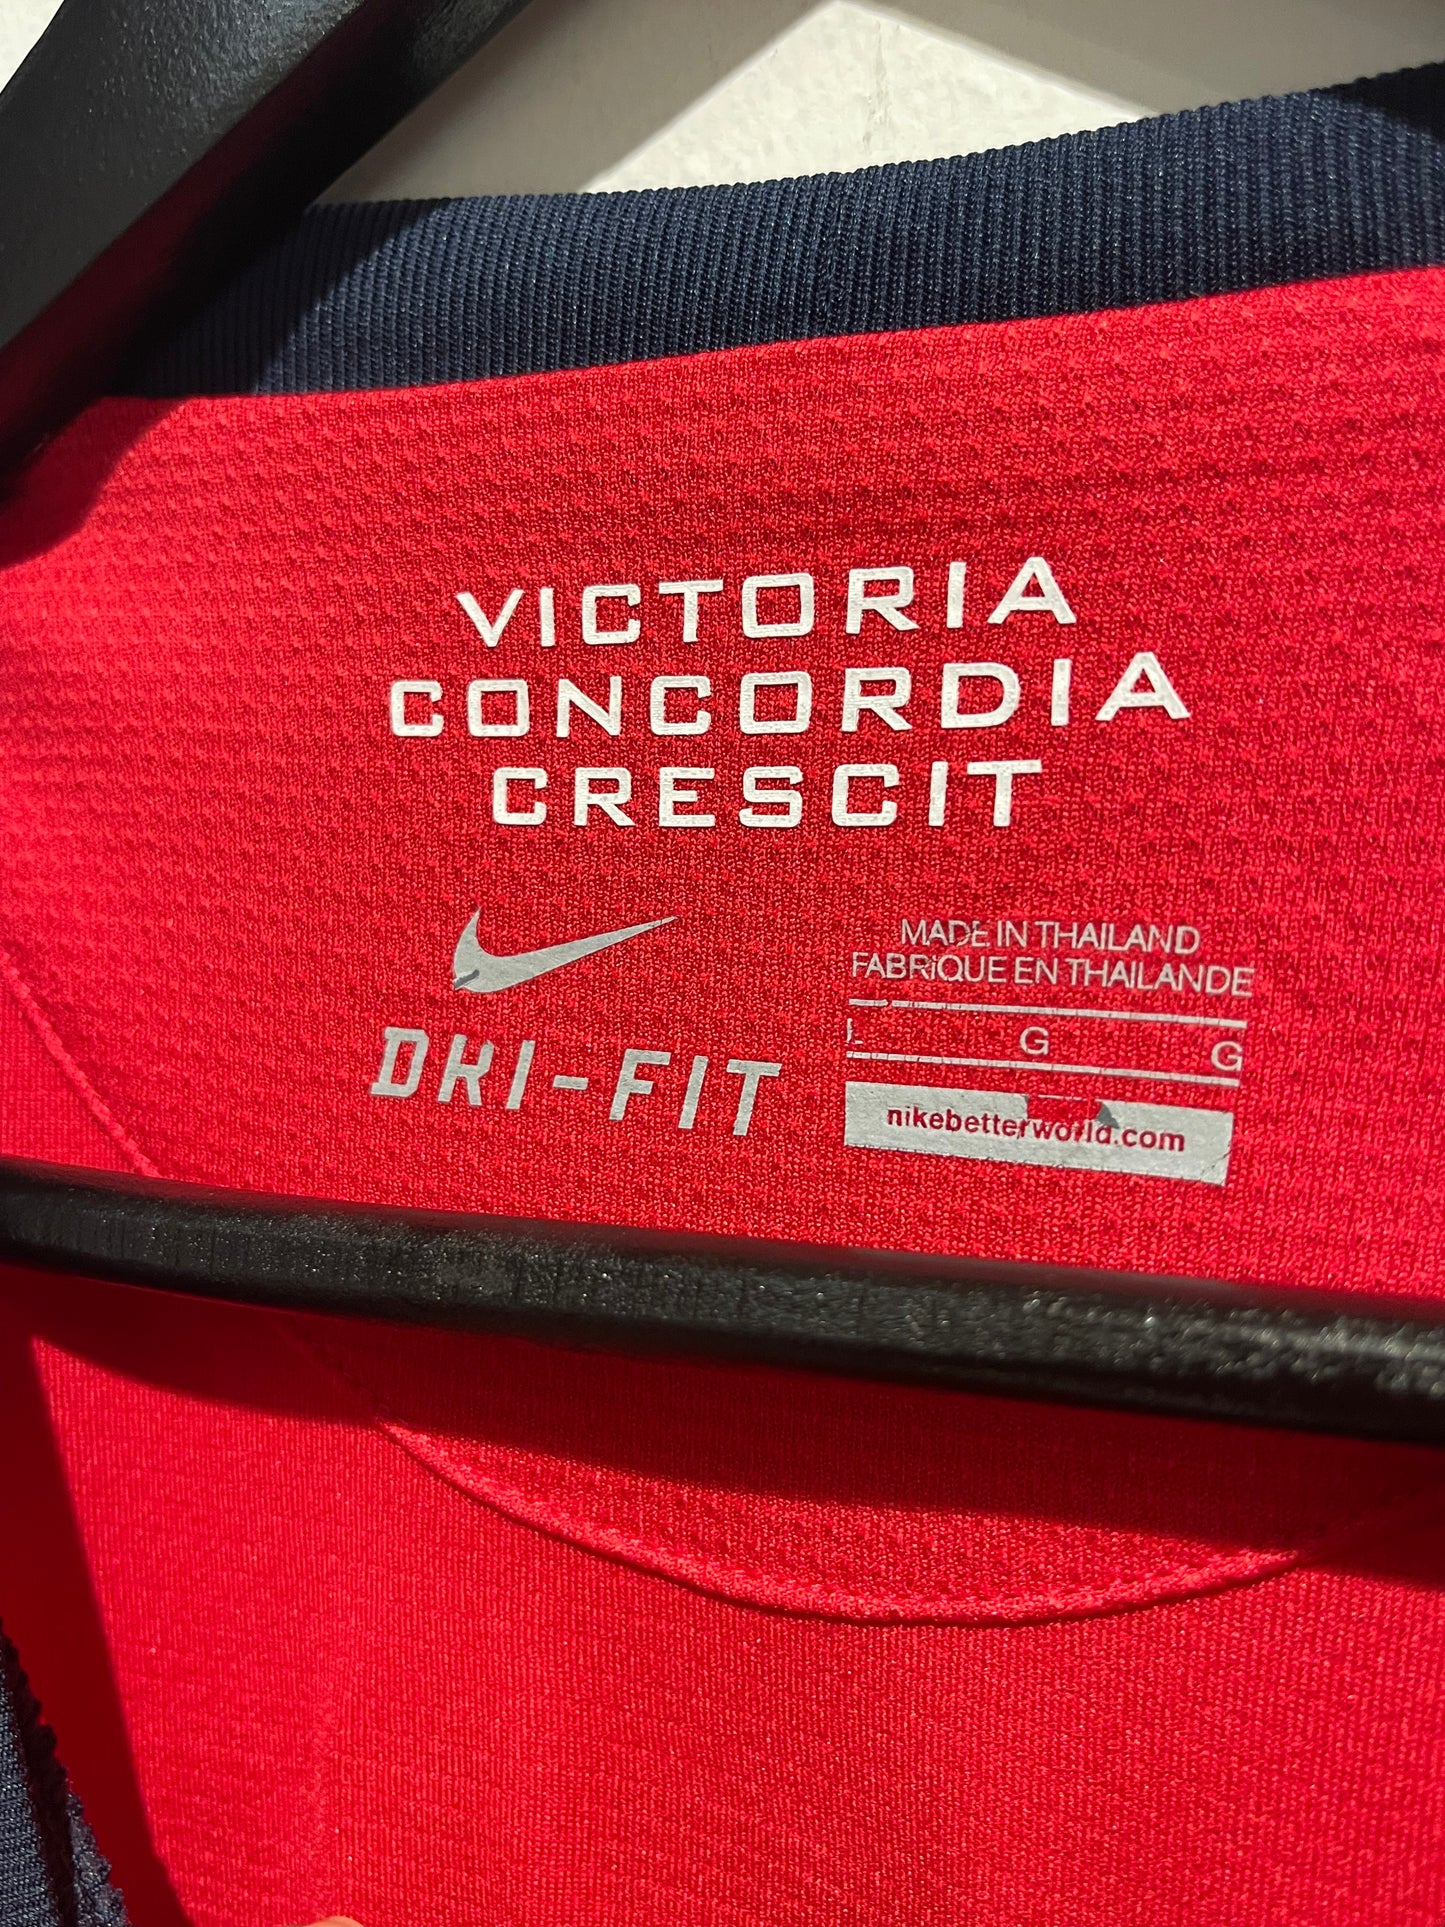 VICTORIA
CONCORDIA
CRESCIT
DRI-FIT
MADE IN THAILAND
FABRIQUE EN THAILANDE
L G G
nikebetterworld.com